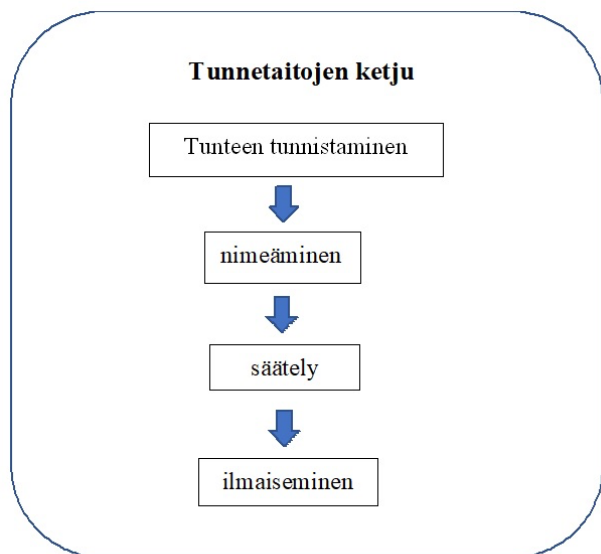 Tunnetaitojen ketju
Tunteen tunnistaminen
nimeäminen
säätely
ilmaiseminen